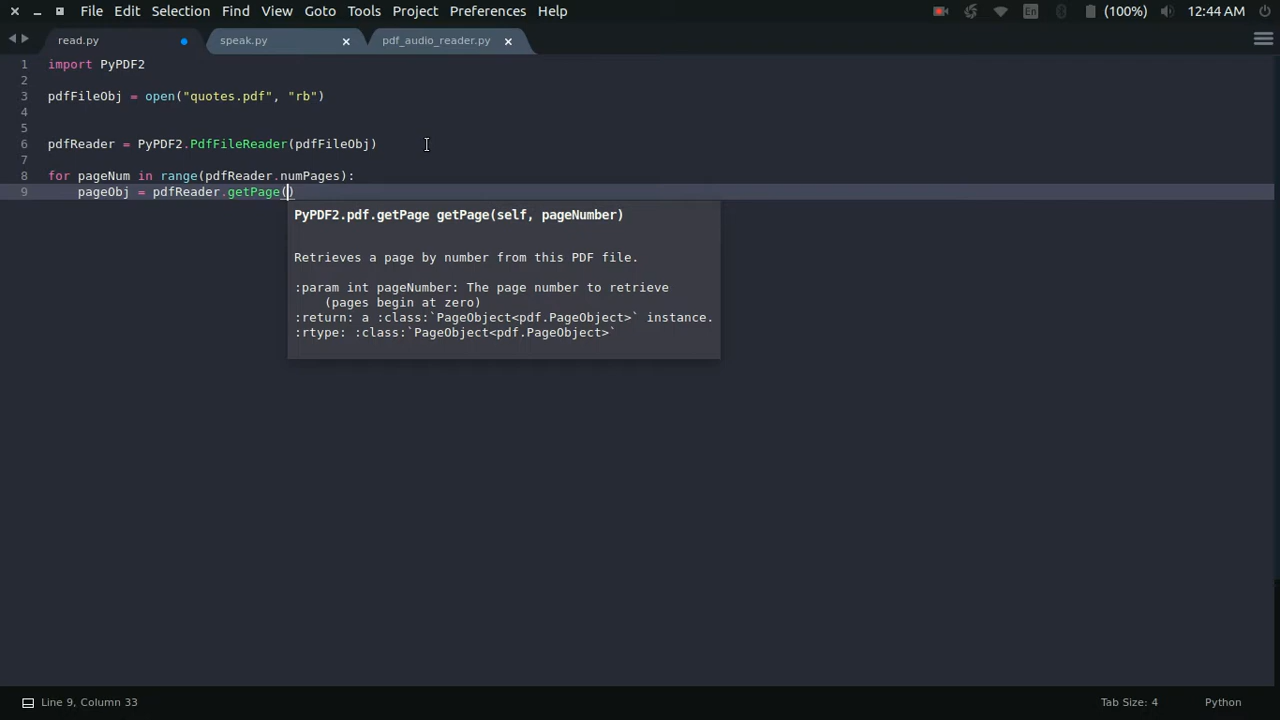 File Edit Selection Find View Goto Tools Project Preferences Help En (100%) 12:44 AM
read.py speak.py pdf_audio_reader.py
1 import PyPDF2
2
3 pdfFileObj = open("quotes.pdf", "rb")
4
5
6 pdfReader = PyPDF2.PdfFileReader(pdfFileObj)
7
8 for pageNum in range(pdfReader.numPages):
9 pageObj = pdfReader.getPage()
PyPDF2.pdf.getPage getPage(self, pageNumber)
Retrieves a page by number from this PDF file.
:param int pageNumber: The page number to retrieve
(pages begin at zero)
:return: a :class:`PageObject<pdf.PageObject>` instance.
:rtype: :class:`PageObject<pdf.PageObject>`
Line 9, Column 33 Tab Size: 4 Python